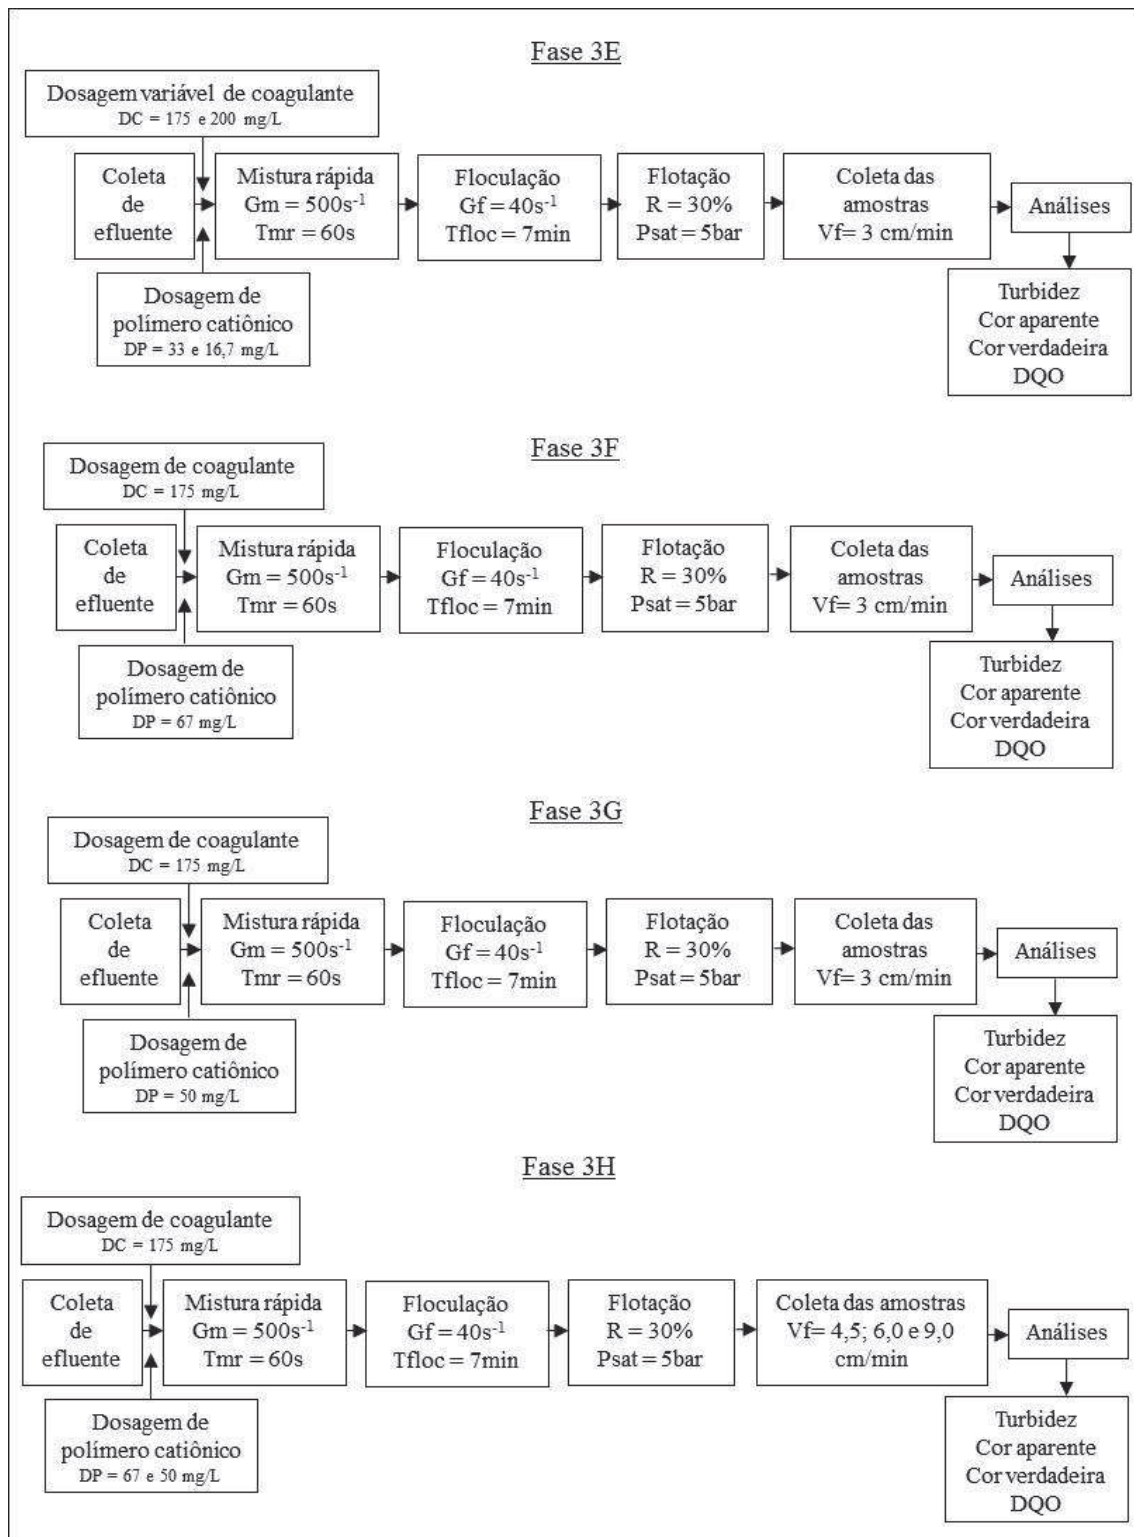 Fase 3E
Dosagem variável de coagulante
DC = 175 e 200 mg/L
Coleta
de
efluente
Mistura rápida
Gm = 500s⁻¹
Tmr = 60s
Floculação
Gf = 40s⁻¹
Tfloc = 7min
Flotação
R = 30%
Psat = 5bar
Coleta das
amostras
Vf= 3 cm/min
Análises
Dosagem de
polímero catiônico
DP = 33 e 16,7 mg/L
Turbidez
Cor aparente
Cor verdadeira
DQO
Fase 3F
Dosagem de coagulante
DC = 175 mg/L
Coleta
de
efluente
Mistura rápida
Gm = 500s⁻¹
Tmr = 60s
Floculação
Gf = 40s⁻¹
Tfloc = 7min
Flotação
R = 30%
Psat = 5bar
Coleta das
amostras
Vf= 3 cm/min
Análises
Dosagem de
polímero catiônico
DP = 67 mg/L
Turbidez
Cor aparente
Cor verdadeira
DQO
Fase 3G
Dosagem de coagulante
DC = 175 mg/L
Coleta
de
efluente
Mistura rápida
Gm = 500s⁻¹
Tmr = 60s
Floculação
Gf = 40s⁻¹
Tfloc = 7min
Flotação
R = 30%
Psat = 5bar
Coleta das
amostras
Vf= 3 cm/min
Análises
Dosagem de
polímero catiônico
DP = 50 mg/L
Turbidez
Cor aparente
Cor verdadeira
DQO
Fase 3H
Dosagem de coagulante
DC = 175 mg/L
Coleta
de
efluente
Mistura rápida
Gm = 500s⁻¹
Tmr = 60s
Floculação
Gf = 40s⁻¹
Tfloc = 7min
Flotação
R = 30%
Psat = 5bar
Coleta das amostras
Vf= 4,5; 6,0 e 9,0
cm/min
Análises
Dosagem de
polímero catiônico
DP = 67 e 50 mg/L
Turbidez
Cor aparente
Cor verdadeira
DQO